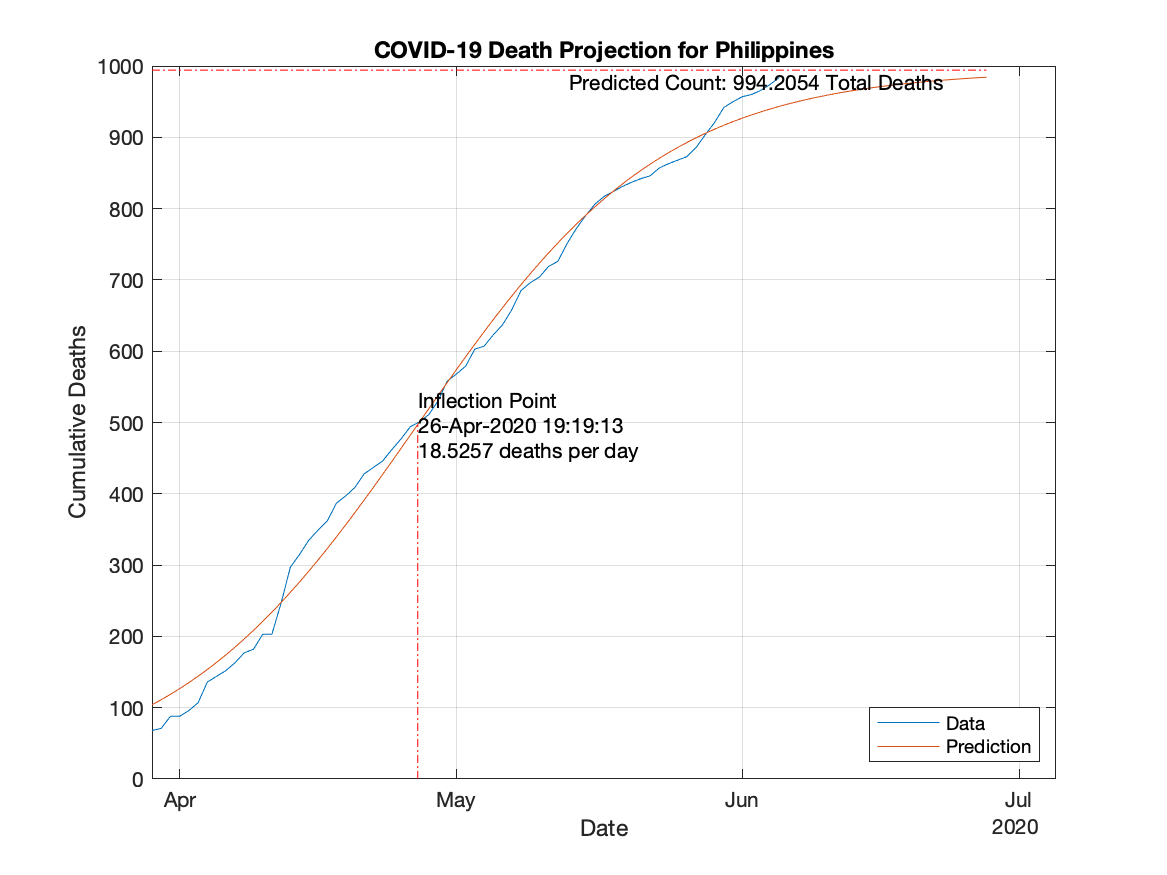 COVID-19 Death Projection for Philippines
Predicted Count: 994.2054 Total Deaths
1000
900
800
700
600
500
400
300
200
100
0
Cumulative Deaths
Inflection Point
26-Apr-2020 19:19:13
18.5257 deaths per day
Data
Prediction
Apr May Jun Jul
2020
Date